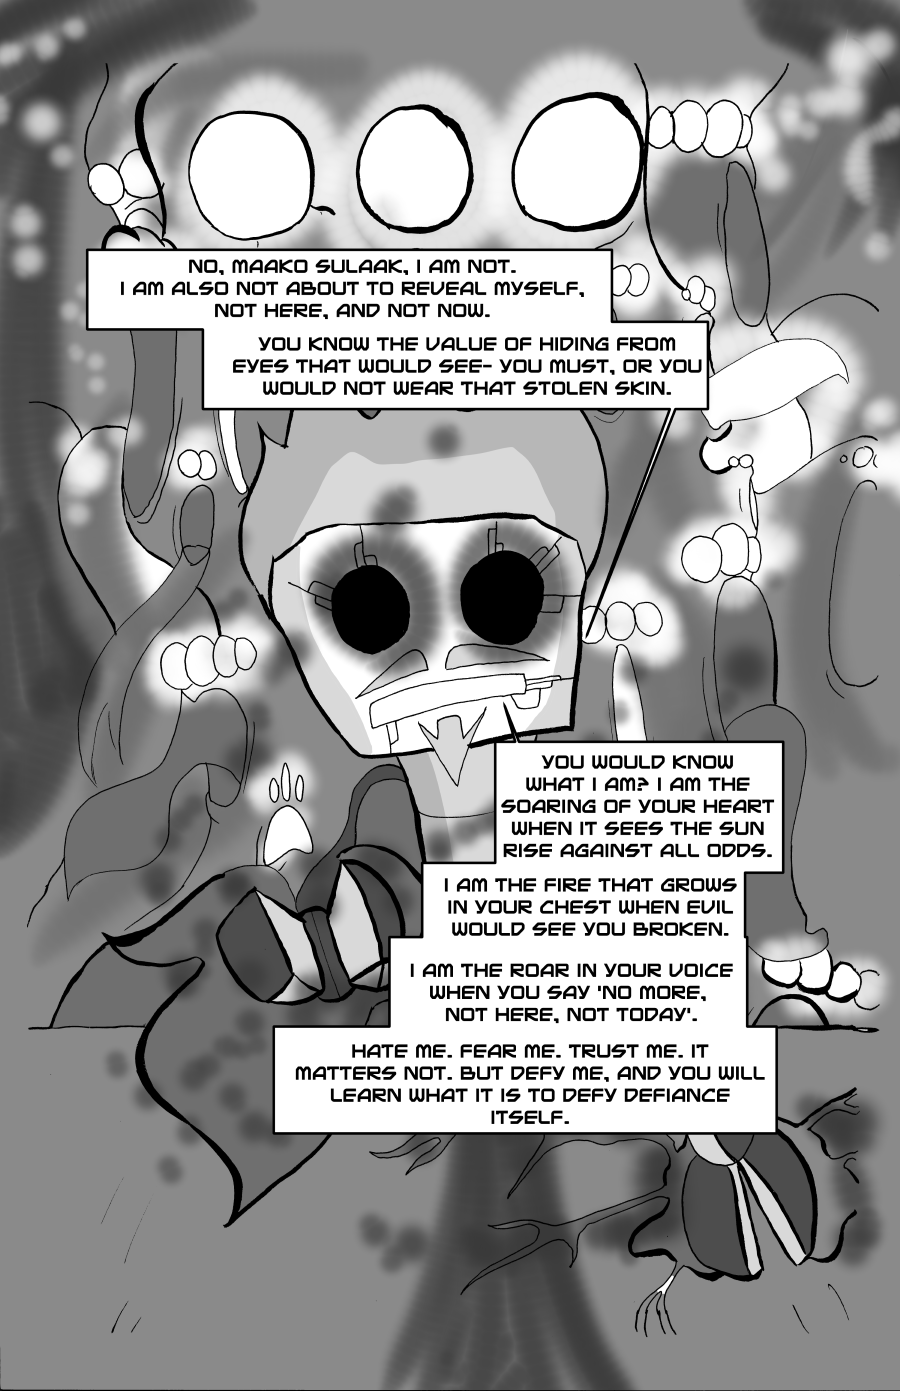 NO, MAAKO SULAAK, I AM NOT.
I AM ALSO NOT ABOUT TO REVEAL MYSELF,
NOT HERE, AND NOT NOW.
YOU KNOW THE VALUE OF HIDING FROM
EYES THAT WOULD SEE- YOU MUST, OR YOU
WOULD NOT WEAR THAT STOLEN SKIN.
YOU WOULD KNOW
WHAT I AM? I AM THE
SOARING OF YOUR HEART
WHEN IT SEES THE SUN
RISE AGAINST ALL ODDS.
I AM THE FIRE THAT GROWS
IN YOUR CHEST WHEN EVIL
WOULD SEE YOU BROKEN.
I AM THE ROAR IN YOUR VOICE
WHEN YOU SAY 'NO MORE,
NOT HERE, NOT TODAY'.
HATE ME. FEAR ME. TRUST ME. IT
MATTERS NOT. BUT DEFY ME, AND YOU WILL
LEARN WHAT IT IS TO DEFY DEFIANCE
ITSELF.